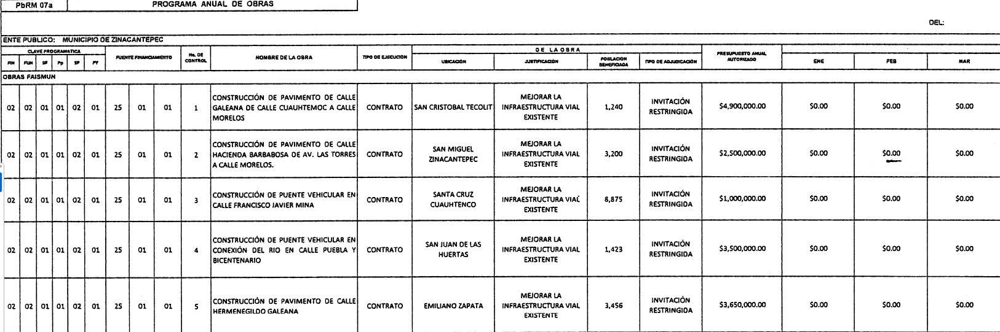 PbRM 07a PROGRAMA ANUAL DE OBRAS
DEL:
ENTE PUBLICO: MUNICIPIO DE ZINACANTEPEC
CLAVE PROGRAMATICA
FUENTE FINANCIAMIENTO
No. DE
CONTROL
NOMBRE DE LA OBRA
TIPO DE EJECUCIÓN
DE LA OBRA
PRESUPUESTO ANUAL
AUTORIZADO
FIN FUN SF Pp SP PY
UBICACIÓN
JUSTIFICACIÓN
POBLACIÓN
BENEFICIADA
TIPO DE ADJUDICACIÓN
ENE FEB MAR
OBRAS FAISMUN
02 02 01 01 02 01 25 01 01 1
CONSTRUCCIÓN DE PAVIMENTO DE CALLE
GALEANA DE CALLE CUAUHTEMOC A CALLE
MORELOS
CONTRATO
SAN CRISTOBAL TECOLIT
MEJORAR LA
INFRAESTRUCTURA VIAL
EXISTENTE
1,240
INVITACIÓN
RESTRINGIDA
$4,900,000.00 $0.00 $0.00 $0.00
02 02 01 01 02 01 25 01 01 2
CONSTRUCCIÓN DE PAVIMENTO DE CALLE
HACIENDA BARBABOSA DE AV. LAS TORRES
A CALLE MORELOS.
CONTRATO
SAN MIGUEL
ZINACANTEPEC
MEJORAR LA
INFRAESTRUCTURA VIAL
EXISTENTE
3,200
INVITACIÓN
RESTRINGIDA
$2,500,000.00 $0.00 $0.00 $0.00
02 02 01 01 02 01 25 01 01 3
CONSTRUCCIÓN DE PUENTE VEHICULAR EN
CALLE FRANCISCO JAVIER MINA
CONTRATO
SANTA CRUZ
CUAUHTENCO
MEJORAR LA
INFRAESTRUCTURA VIAL
EXISTENTE
8,875
INVITACIÓN
RESTRINGIDA
$1,000,000.00 $0.00 $0.00 $0.00
02 02 01 01 02 01 25 01 01 4
CONSTRUCCIÓN DE PUENTE VEHICULAR EN
CONEXIÓN DEL RIO EN CALLE PUEBLA Y
BICENTENARIO
CONTRATO
SAN JUAN DE LAS
HUERTAS
MEJORAR LA
INFRAESTRUCTURA VIAL
EXISTENTE
1,423
INVITACIÓN
RESTRINGIDA
$3,500,000.00 $0.00 $0.00 $0.00
02 02 01 01 02 01 25 01 01 5
CONSTRUCCIÓN DE PAVIMENTO DE CALLE
HERMENEGILDO GALEANA
CONTRATO
EMILIANO ZAPATA
MEJORAR LA
INFRAESTRUCTURA VIAL
EXISTENTE
3,456
INVITACIÓN
RESTRINGIDA
$3,650,000.00 $0.00 $0.00 $0.00